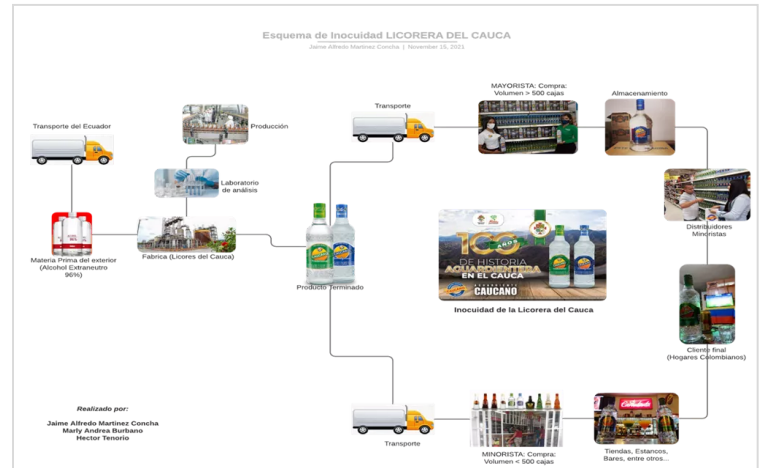 Esquema de Inocuidad LICORERA DEL CAUCA
Jaime Alfredo Martinez Concha | November 15, 2021
MAYORISTA: Compra:
Volumen > 500 cajas
Almacenamiento
Transporte
Transporte del Ecuador
Producción
Laboratorio
de análisis
Distribuidores
Minoristas
Materia Prima del exterior
(Alcohol Extraneutro
96%)
Fabrica (Licores del Cauca)
Producto Terminado
100
AÑOS
DE HISTORIA
AGUARDIENTERA
EN EL CAUCA
CAUCANO
Inocuidad de la Licorera del Cauca
Cliente final
(Hogares Colombianos)
Realizado por:
Jaime Alfredo Martinez Concha
Marly Andrea Burbano
Hector Tenorio
Transporte
MINORISTA: Compra:
Volumen < 500 cajas
Tiendas, Estancos,
Bares, entre otros...